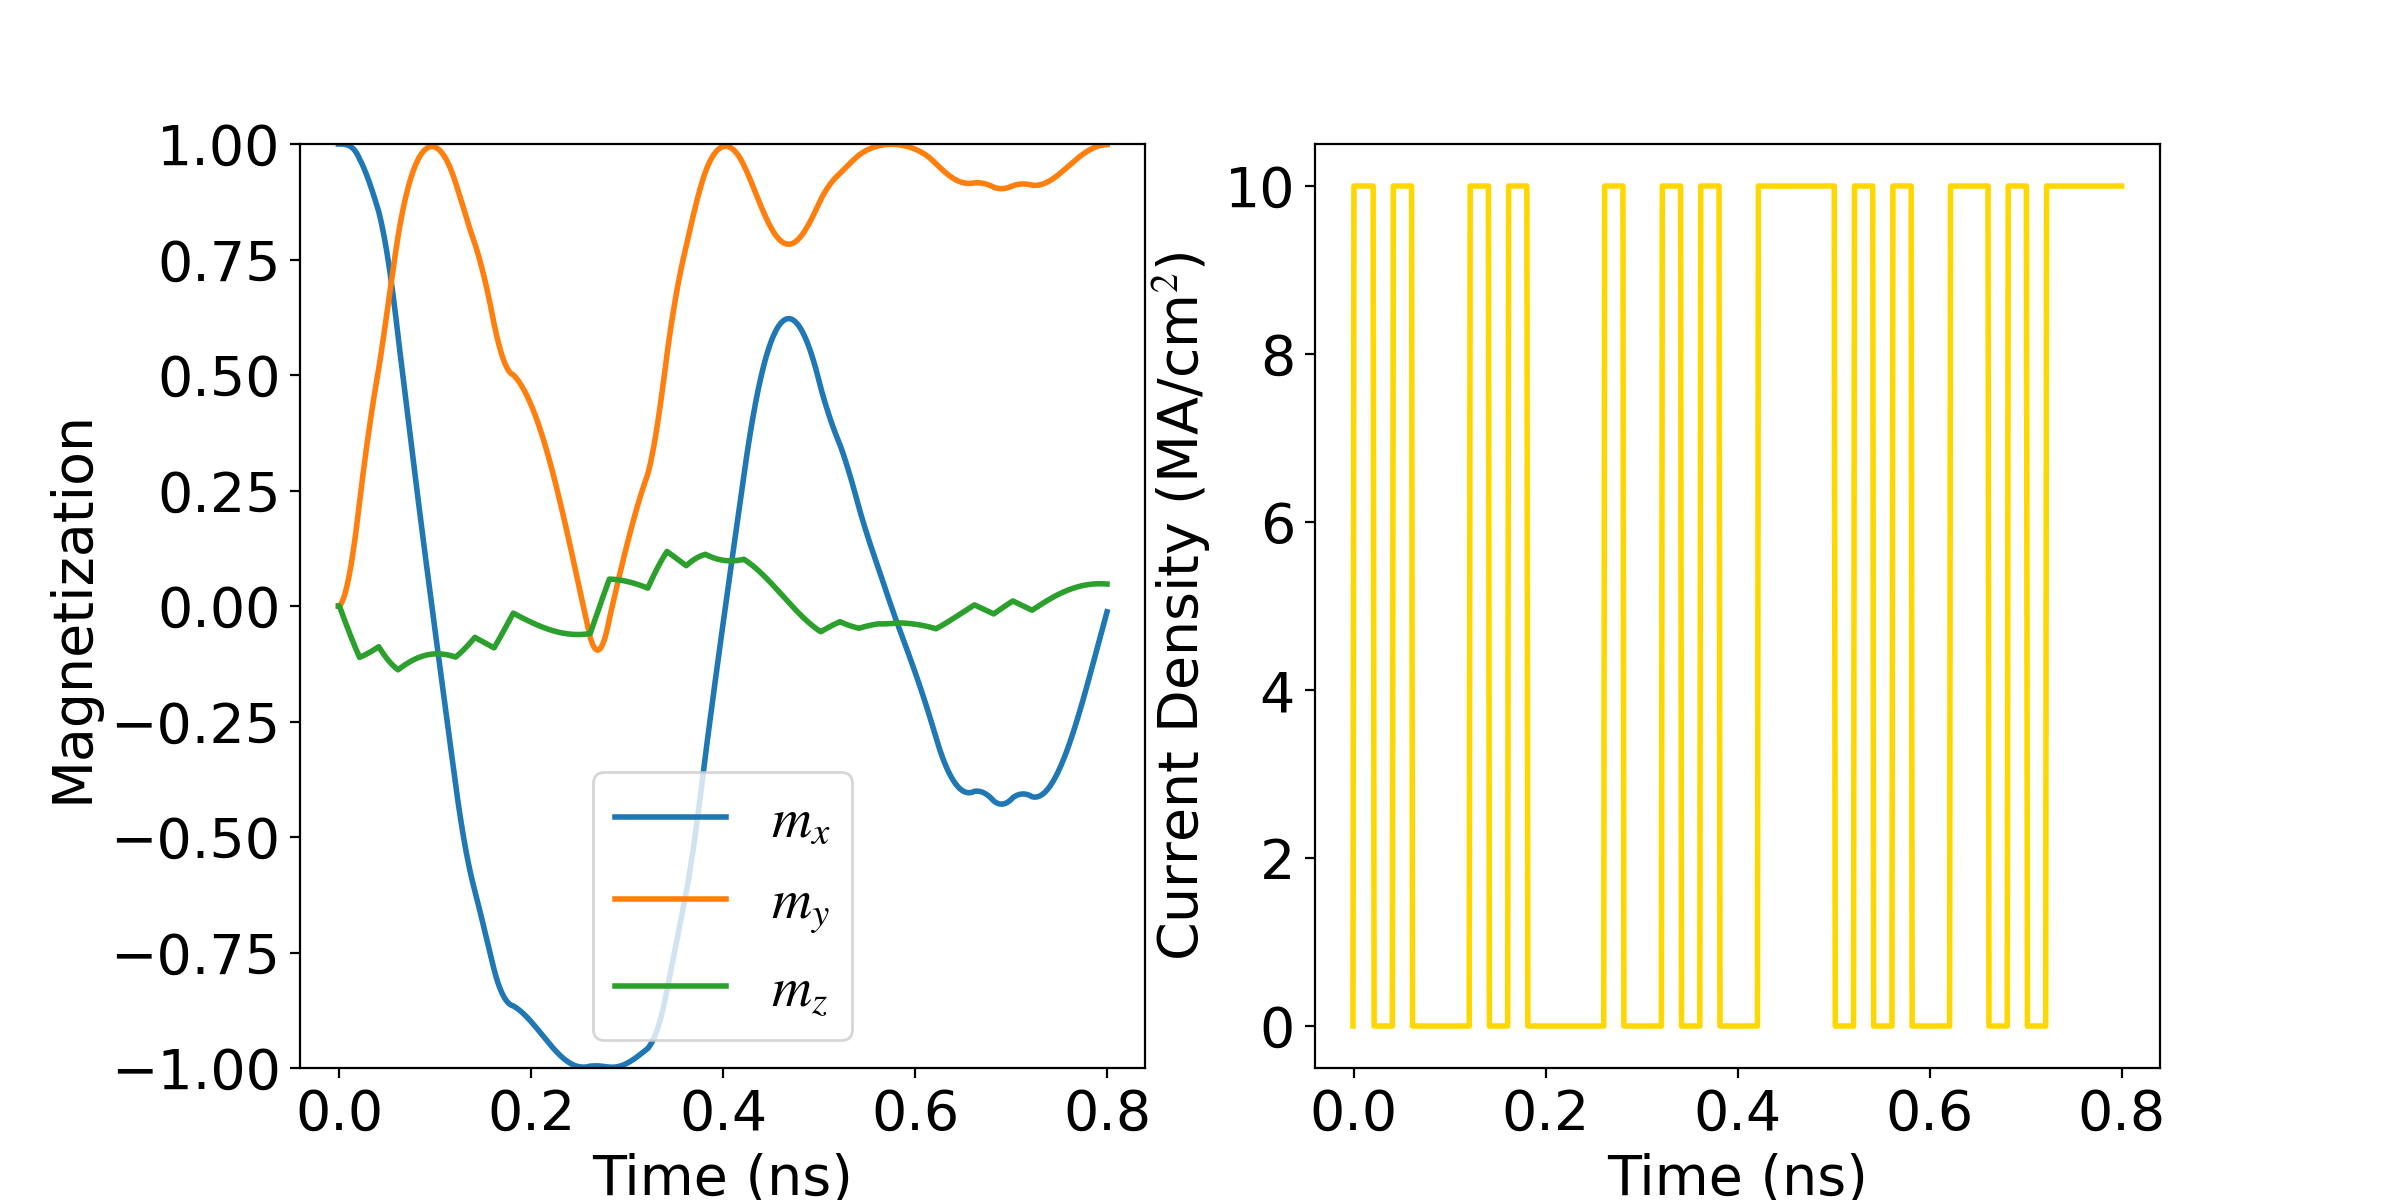 1.00
0.75
0.50
0.25
0.00
−0.25
−0.50
−0.75
−1.00
Magnetization
0.0 0.2 0.4 0.6 0.8
Time (ns)
m_x
m_y
m_z
10
8
6
4
2
0
Current Density (MA/cm²)
0.0 0.2 0.4 0.6 0.8
Time (ns)